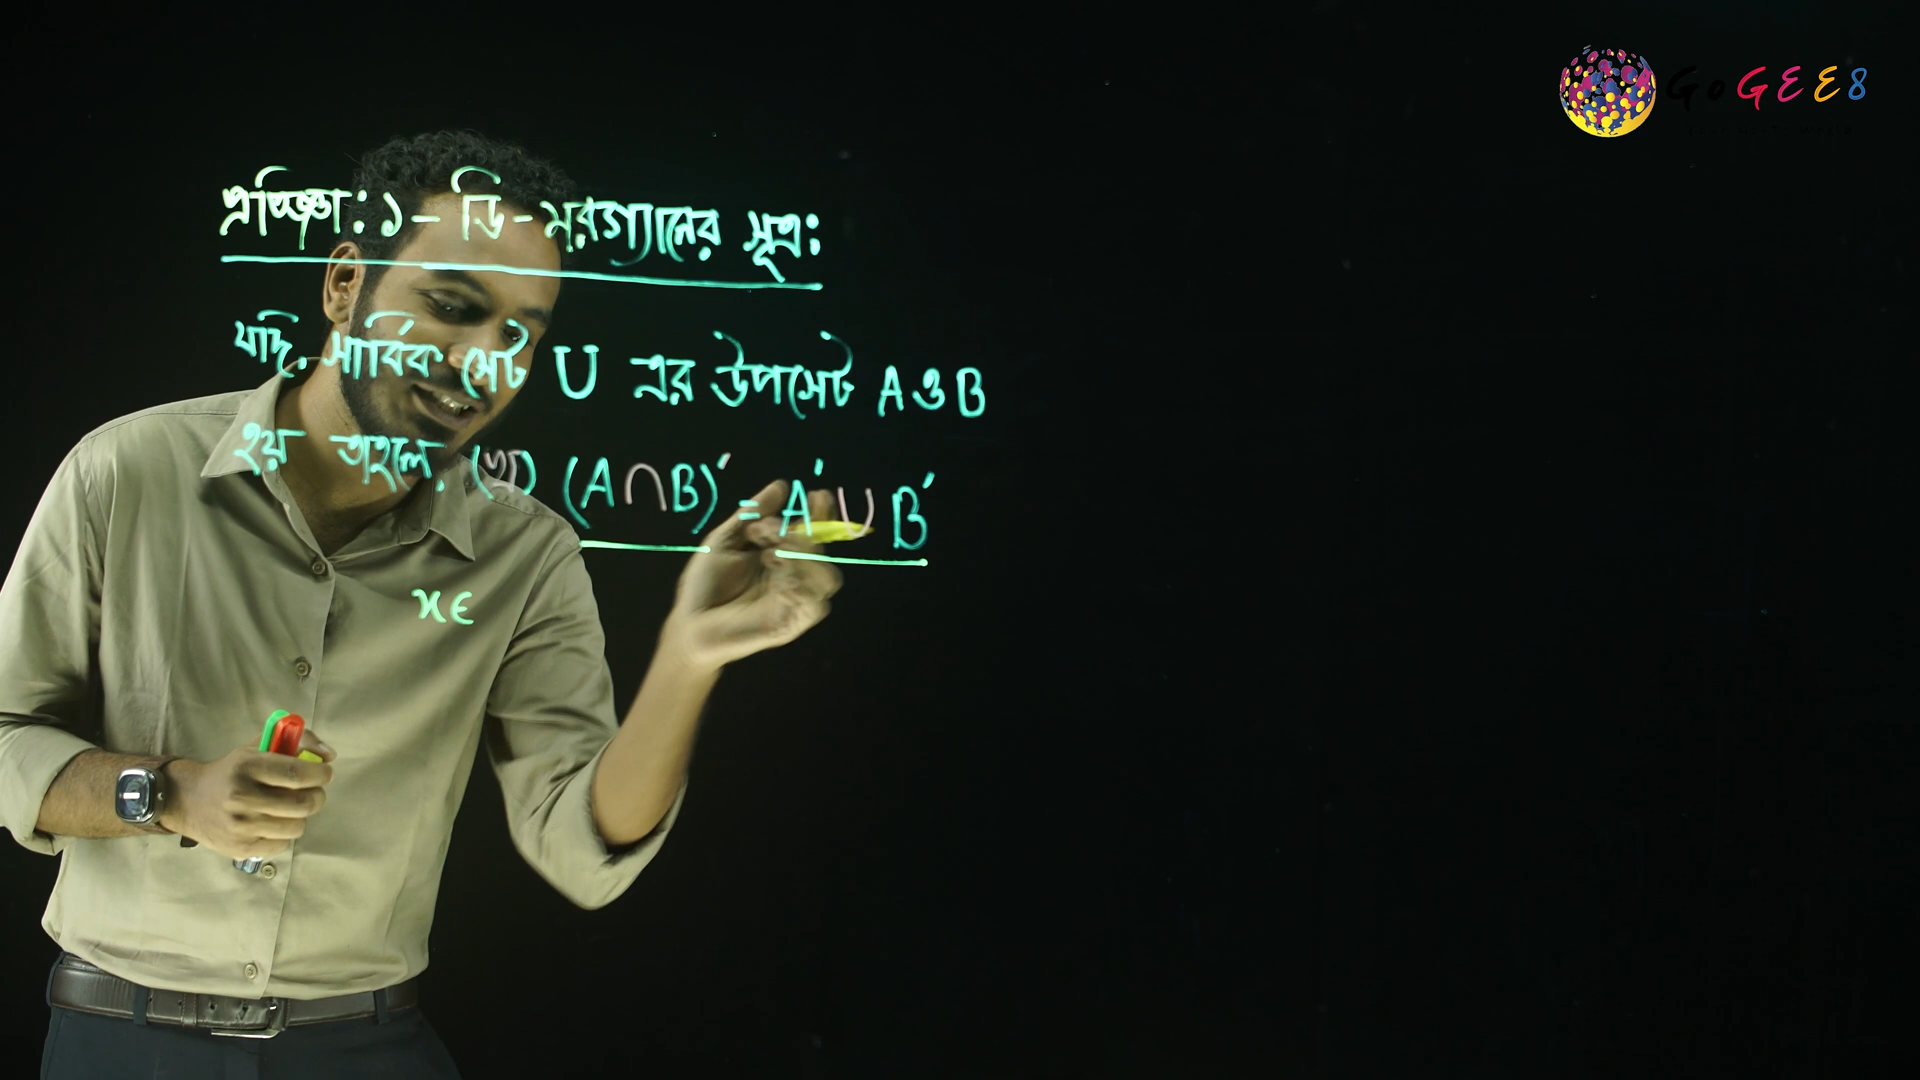 প্রতিজ্ঞা: ১ - ডি-মরগ্যানের সূত্র:
যদি, সার্বিক সেট U এর উপসেট A ও B
হয় তাহলে, (খ) (A ∩ B)′ = A′ ∪ B′
x ∈
GoGEE8